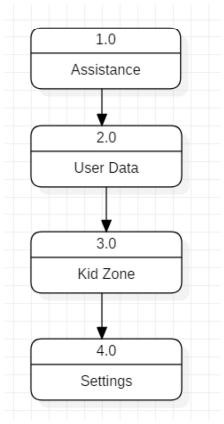 1.0
Assistance
2.0
User Data
3.0
Kid Zone
4.0
Settings